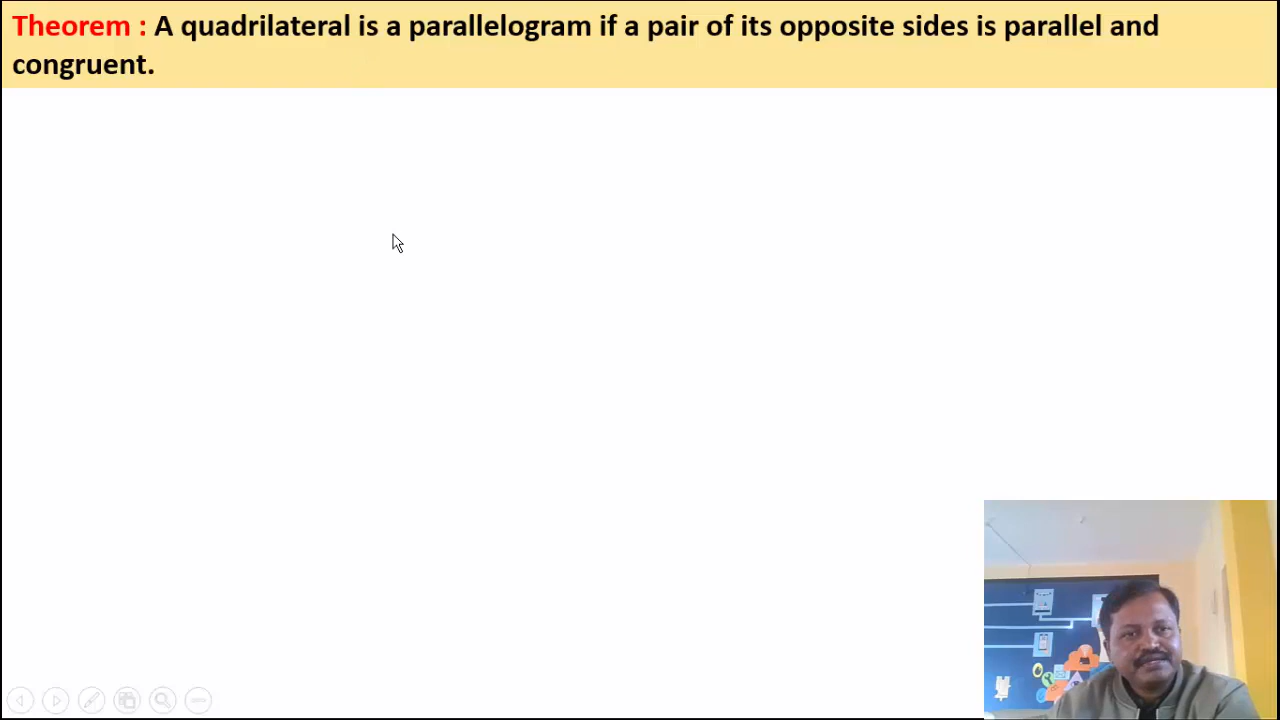 Theorem : A quadrilateral is a parallelogram if a pair of its opposite sides is parallel and
congruent.